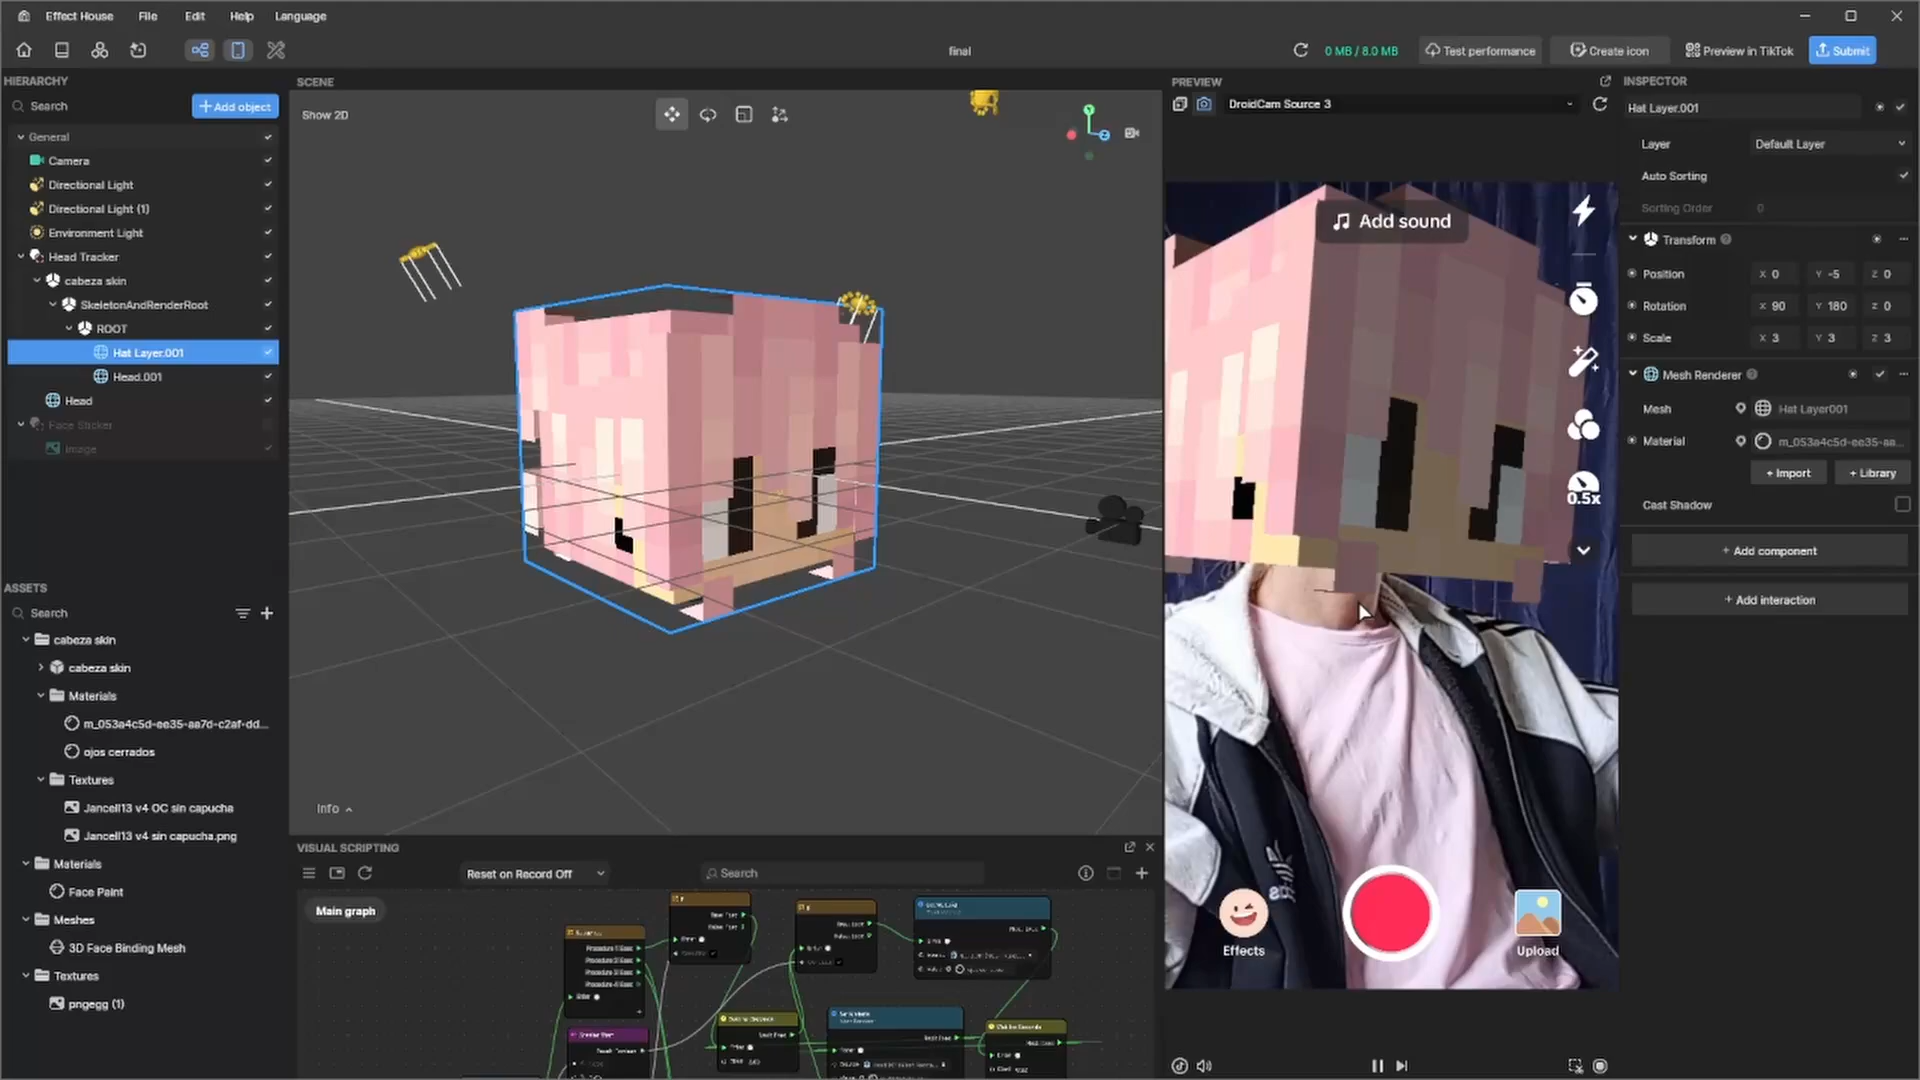 Effect House File Edit Help Language
final
0 MB / 8.0 MB
Test performance
Create icon
Preview in TikTok
Submit
HIERARCHY
Search
+ Add object
General
Camera
Directional Light
Directional Light (1)
Environment Light
Head Tracker
cabeza skin
SkeletonAndRenderRoot
ROOT
Hat Layer.001
Head.001
Head
Face Sticker
Image
ASSETS
Search
cabeza skin
cabeza skin
Materials
m_053a4c5d-ee35-aa7d-c2af-dd...
ojos cerrados
Textures
Jancell13 v4 OC sin capucha
Jancell13 v4 sin capucha.png
Materials
Face Paint
Meshes
3D Face Binding Mesh
Textures
pngegg (1)
SCENE
Show 2D
Info
VISUAL SCRIPTING
Reset on Record Off
Search
Main graph
PREVIEW
DroidCam Source 3
Add sound
0.5x
Effects
Upload
INSPECTOR
Hat Layer.001
Layer Default Layer
Auto Sorting
Sorting Order 0
Transform
Position X 0 Y -5 Z 0
Rotation X 90 Y 180 Z 0
Scale X 3 Y 3 Z 3
Mesh Renderer
Mesh Hat Layer001
Material m_053a4c5d-ee35-aa...
+ Import + Library
Cast Shadow
+ Add component
+ Add interaction